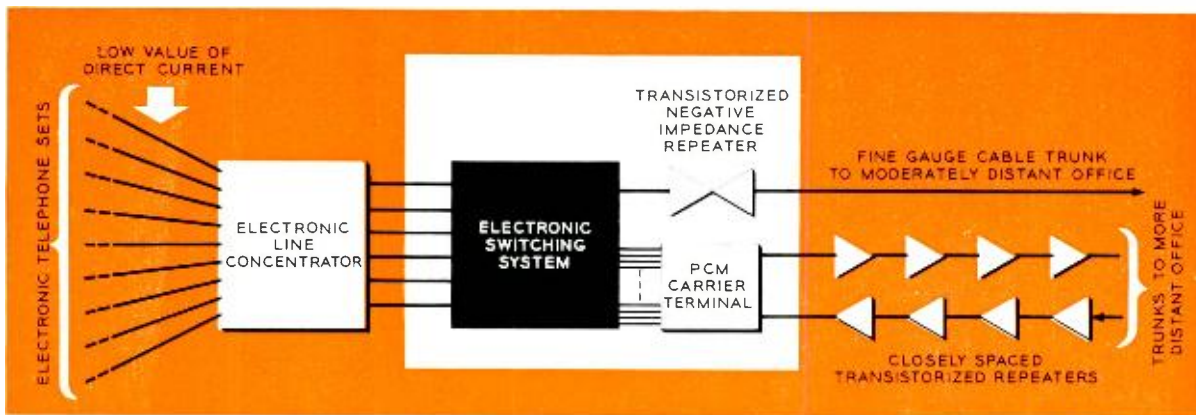 LOW VALUE OF
DIRECT CURRENT
ELECTRONIC TELEPHONE SETS
ELECTRONIC
LINE
CONCENTRATOR
ELECTRONIC
SWITCHING
SYSTEM
TRANSISTORIZED
NEGATIVE
IMPEDANCE
REPEATER
PCM
CARRIER
TERMINAL
FINE GAUGE CABLE TRUNK
TO MODERATELY DISTANT OFFICE
CLOSELY SPACED
TRANSISTORIZED REPEATERS
TRUNKS TO MORE
DISTANT OFFICE